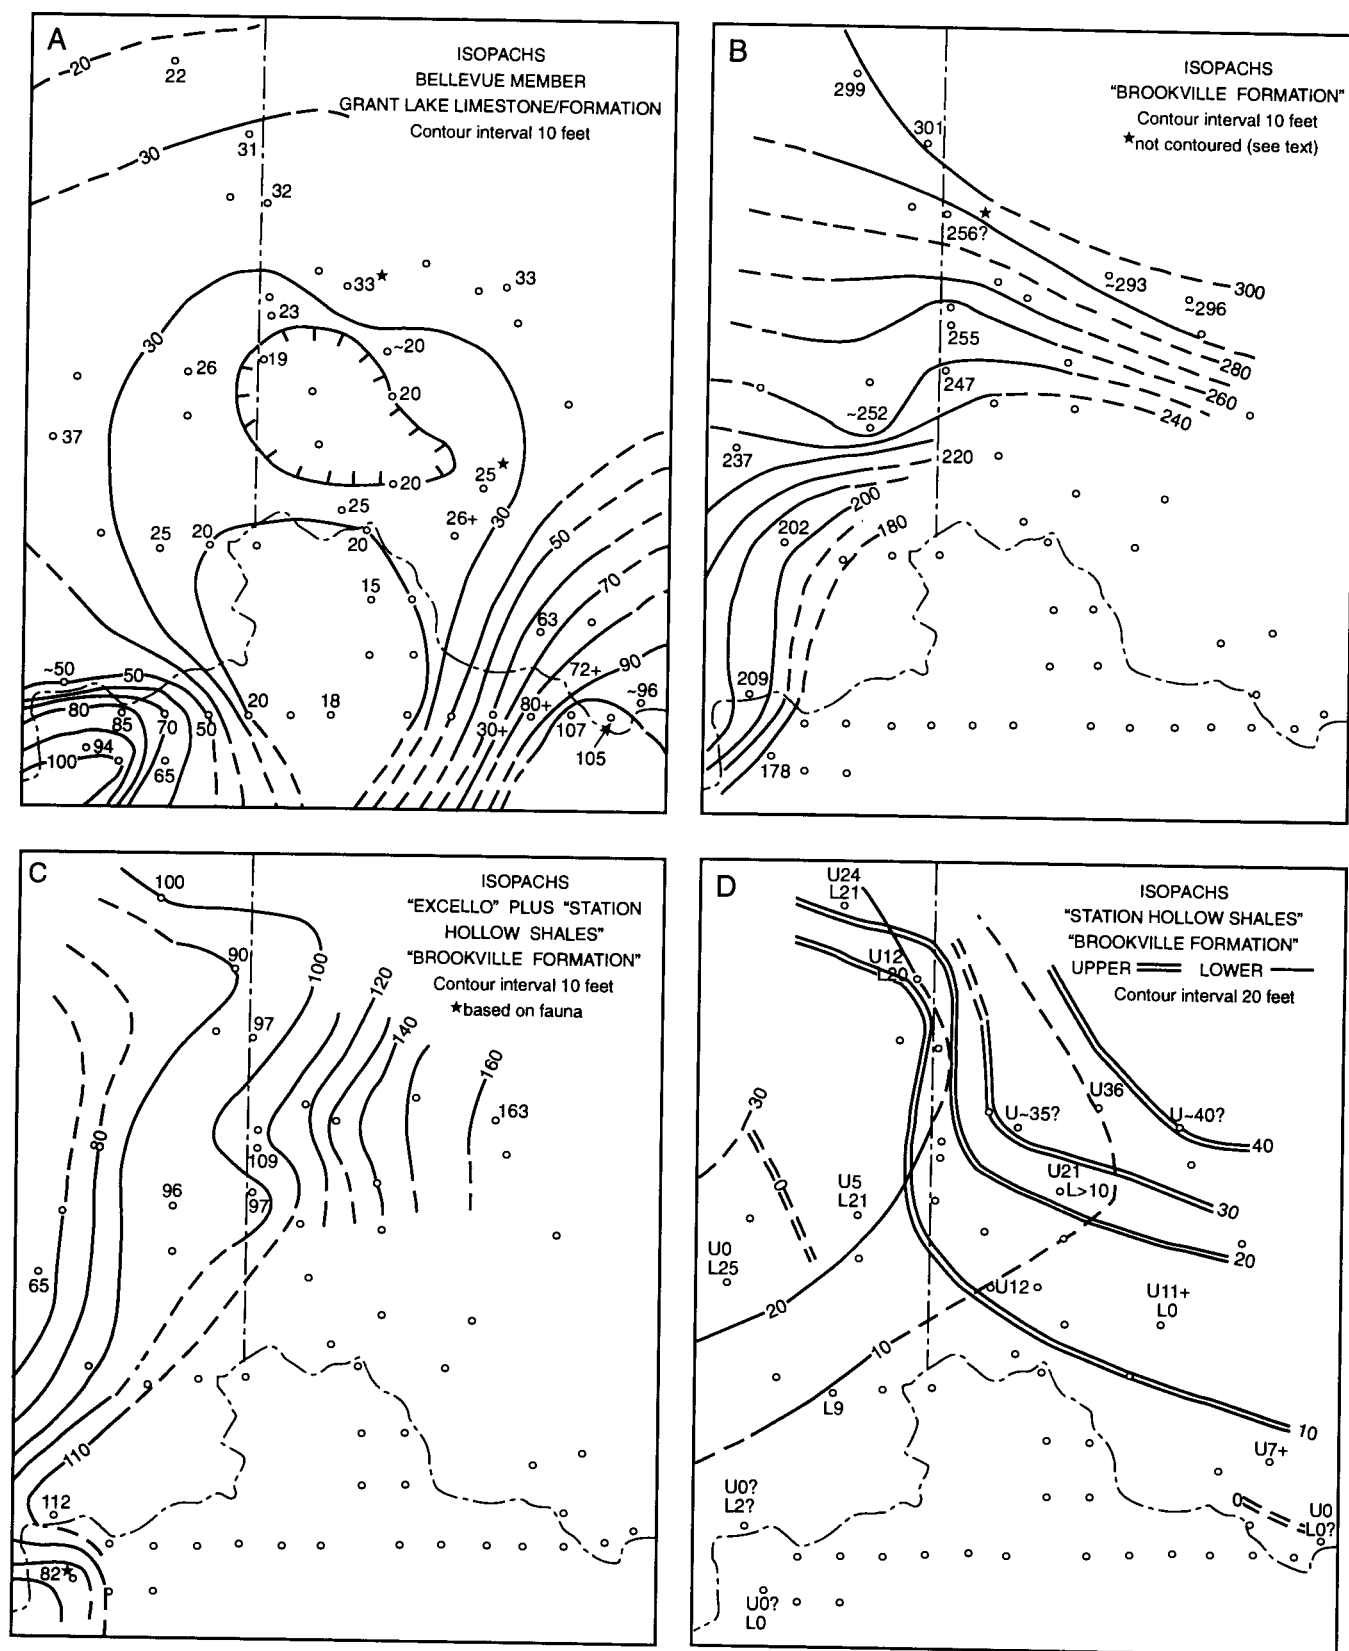 A
ISOPACHS
BELLEVUE MEMBER
GRANT LAKE LIMESTONE/FORMATION
Contour interval 10 feet
20
22
30
31
32
33
33
23
30
~20
26
19
20
37
25
20
25
26+
30
50
25
20
20
15
70
63
~50
50
72+
90
~96
80
85
70
50
20
18
30+
80+
107
94
100
65
105
B
ISOPACHS
"BROOKVILLE FORMATION"
Contour interval 10 feet
★not contoured (see text)
299
301
256?
~293
300
~296
255
280
247
260
~252
240
237
220
200
202
180
209
178
C
ISOPACHS
"EXCELLO" PLUS "STATION
HOLLOW SHALES"
"BROOKVILLE FORMATION"
Contour interval 10 feet
★based on fauna
100
90
100
120
97
140
160
163
80
109
96
97
65
110
112
82
D
ISOPACHS
"STATION HOLLOW SHALES"
"BROOKVILLE FORMATION"
UPPER LOWER
Contour interval 20 feet
U24
L21
U12
L20
30
U36
U~35?
U~40?
40
0
U5
L21
U21
L>10
30
U0
L25
20
20
U12
U11+
L0
10
L9
10
U7+
U0?
L2?
0
U0
L0?
U0?
L0